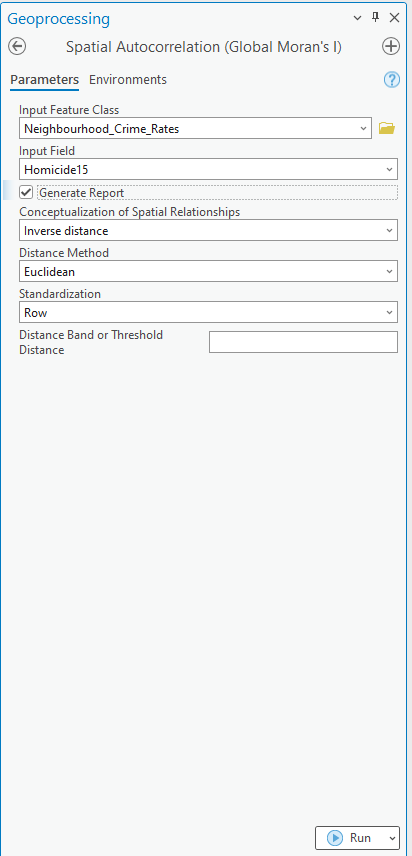 Geoprocessing
Spatial Autocorrelation (Global Moran's I)
Parameters Environments
Input Feature Class
Neighbourhood_Crime_Rates
Input Field
Homicide15
Generate Report
Conceptualization of Spatial Relationships
Inverse distance
Distance Method
Euclidean
Standardization
Row
Distance Band or Threshold
Distance
Run